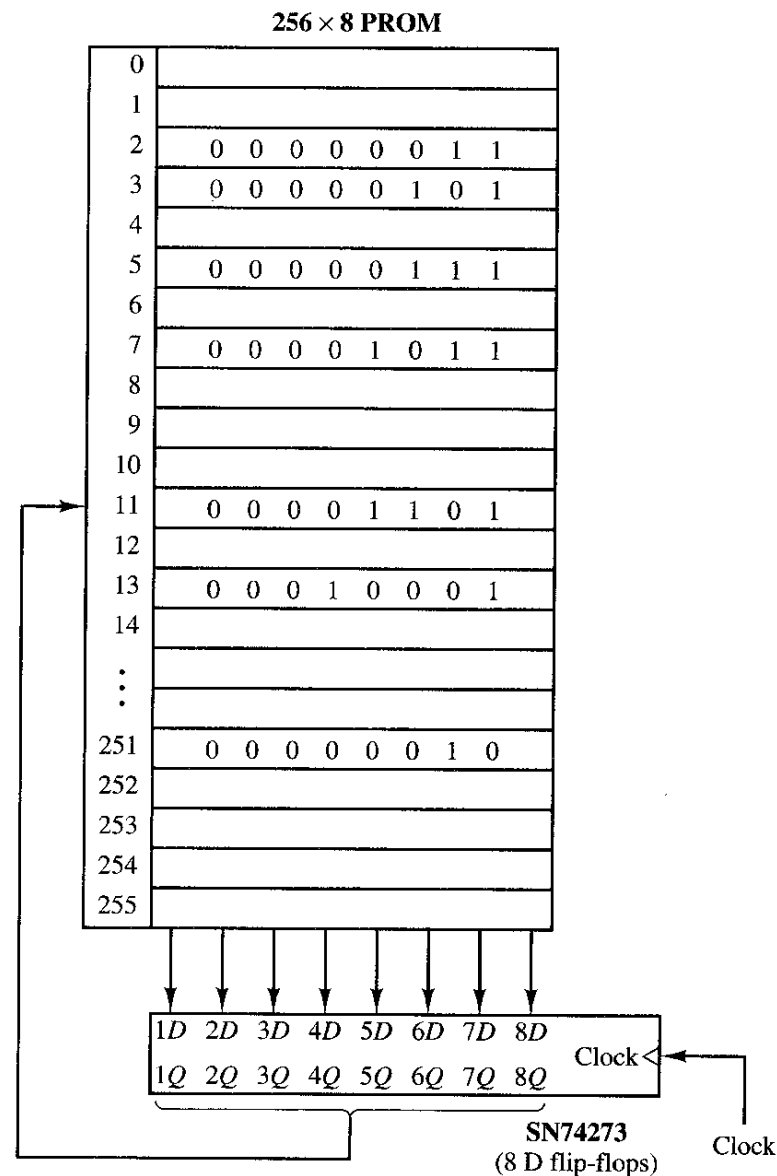 256 × 8 PROM
0
1
2 0 0 0 0 0 0 1 1
3 0 0 0 0 0 1 0 1
4
5 0 0 0 0 0 1 1 1
6
7 0 0 0 0 1 0 1 1
8
9
10
11 0 0 0 0 1 1 0 1
12
13 0 0 0 1 0 0 0 1
14
⋮
251 0 0 0 0 0 0 1 0
252
253
254
255
1D 2D 3D 4D 5D 6D 7D 8D
Clock
1Q 2Q 3Q 4Q 5Q 6Q 7Q 8Q
SN74273
(8 D flip-flops)
Clock